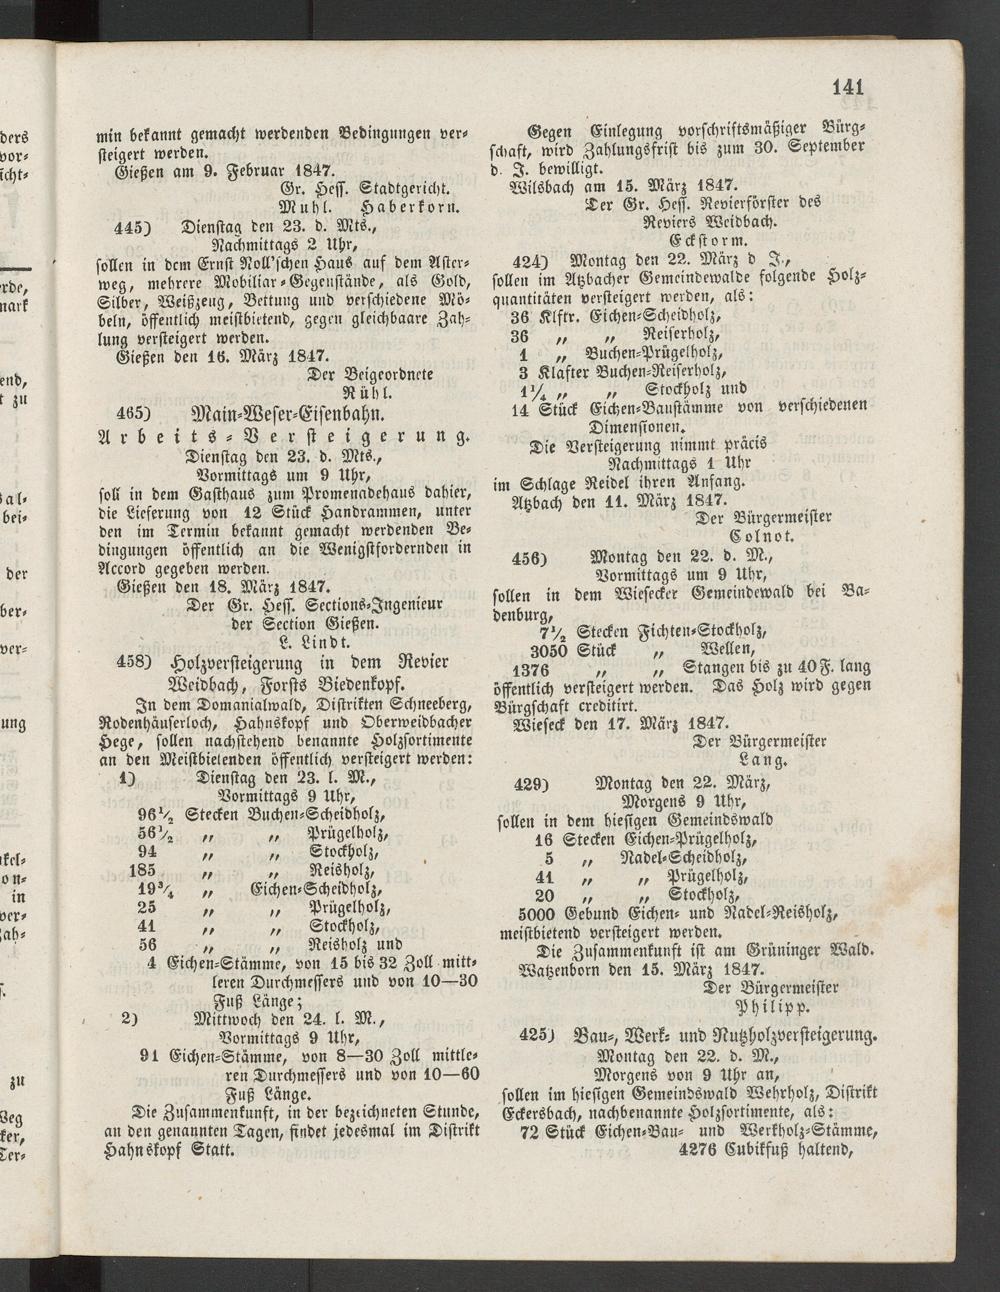 141
min bekannt gemacht werdenden Bedingungen ver-
steigert werden.
Gießen am 9. Februar 1847.
Gr. Hess. Stadtgericht.
Muhl. Haberkorn.
445) Dienstag den 23. d. Mts.,
Nachmittags 2 Uhr,
sollen in dem Ernst Noll'schen Haus auf dem Aster-
weg, mehrere Mobiliar-Gegenstände, als Gold,
Silber, Weißzeug, Bettung und verschiedene Mö-
beln, öffentlich meistbietend, gegen gleichbaare Zah-
lung versteigert werden.
Gießen den 16. März 1847.
Der Beigeordnete
Rühl.
465) Main-Weser-Eisenbahn.
Arbeits-Versteigerung.
Dienstag den 23. d. Mts.,
Vormittags um 9 Uhr,
soll in dem Gasthaus zum Promenadehaus dahier,
die Lieferung von 12 Stück Handrammen, unter
den im Termin bekannt gemacht werdenden Be-
dingungen öffentlich an die Wenigstfordernden in
Accord gegeben werden.
Gießen den 18. März 1847.
Der Gr. Hess. Sections-Ingenieur
der Section Gießen.
L. Lindt.
458) Holzversteigerung in dem Revier
Weidbach, Forsts Biedenkopf.
In dem Domanialwald, Distrikten Schneeberg,
Rodenhäuserloch, Hahnskopf und Oberweidbacher
Hege, sollen nachstehend benannte Holzsortimente
an den Meistbietenden öffentlich versteigert werden:
1) Dienstag den 23. l. M.,
Vormittags 9 Uhr,
96½ Stecken Buchen-Scheidholz,
56½ „ „ Prügelholz,
94 „ „ Stockholz,
185 „ „ Reisholz,
19¾ „ Eichen-Scheidholz,
25 „ „ Prügelholz,
41 „ „ Stockholz,
56 „ „ Reisholz und
4 Eichen-Stämme, von 15 bis 32 Zoll mitt-
leren Durchmessers und von 10—30
Fuß Länge;
2) Mittwoch den 24. l. M.,
Vormittags 9 Uhr,
91 Eichen-Stämme, von 8—30 Zoll mittle-
ren Durchmessers und von 10—60
Fuß Länge.
Die Zusammenkunft, in der bezeichneten Stunde,
an den genannten Tagen, findet jedesmal im Distrikt
Hahnskopf Statt.
Gegen Einlegung vorschriftsmäßiger Bürg-
schaft, wird Zahlungsfrist bis zum 30. September
d. J. bewilligt.
Wilsbach am 15. März 1847.
Der Gr. Hess. Revierförster des
Reviers Weidbach.
Eckstorm.
424) Montag den 22. März d J.,
sollen im Atzbacher Gemeindewalde folgende Holz-
quantitäten versteigert werden, als:
36 Klftr. Eichen-Scheidholz,
36 „ „ Reiserholz,
1 „ Buchen-Prügelholz,
3 Klafter Buchen-Reiserholz,
1¼ „ „ Stockholz und
14 Stück Eichen-Baustämme von verschiedenen
Dimensionen.
Die Versteigerung nimmt präcis
Nachmittags 1 Uhr
im Schlage Reidel ihren Anfang.
Atzbach den 11. März 1847.
Der Bürgermeister
Colnot.
456) Montag den 22. d. M.,
Vormittags um 9 Uhr,
sollen in dem Wiesecker Gemeindewald bei Ba-
denburg,
7½ Stecken Fichten-Stockholz,
3050 Stück „ Wellen,
1376 „ „ Stangen bis zu 40 F. lang
öffentlich versteigert werden. Das Holz wird gegen
Bürgschaft creditirt.
Wieseck den 17. März 1847.
Der Bürgermeister
Lang.
429) Montag den 22. März,
Morgens 9 Uhr,
sollen in dem hiesigen Gemeindswald
16 Stecken Eichen-Prügelholz,
5 „ Nadel-Scheidholz,
41 „ „ Prügelholz,
20 „ „ Stockholz,
5000 Gebund Eichen- und Nadel-Reisholz,
meistbietend versteigert werden.
Die Zusammenkunft ist am Grüninger Wald.
Watzenborn den 15. März 1847.
Der Bürgermeister
Philipp.
425) Bau-, Werk- und Nutzholzversteigerung.
Montag den 22. d. M.,
Morgens von 9 Uhr an,
sollen im hiesigen Gemeindswald Wehrholz, Distrikt
Eckersbach, nachbenannte Holzsortimente, als:
72 Stück Eichen-Bau- und Werkholz-Stämme,
4276 Cubikfuß haltend,